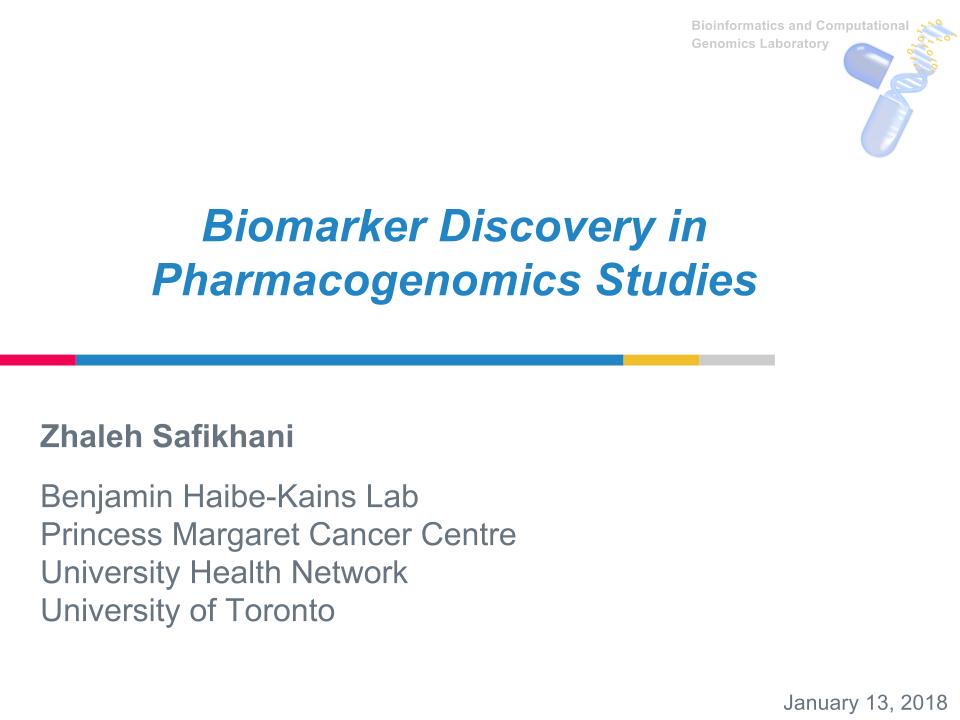 Bioinformatics and Computational
Genomics Laboratory
Biomarker Discovery in
Pharmacogenomics Studies
Zhaleh Safikhani
Benjamin Haibe-Kains Lab
Princess Margaret Cancer Centre
University Health Network
University of Toronto
January 13, 2018